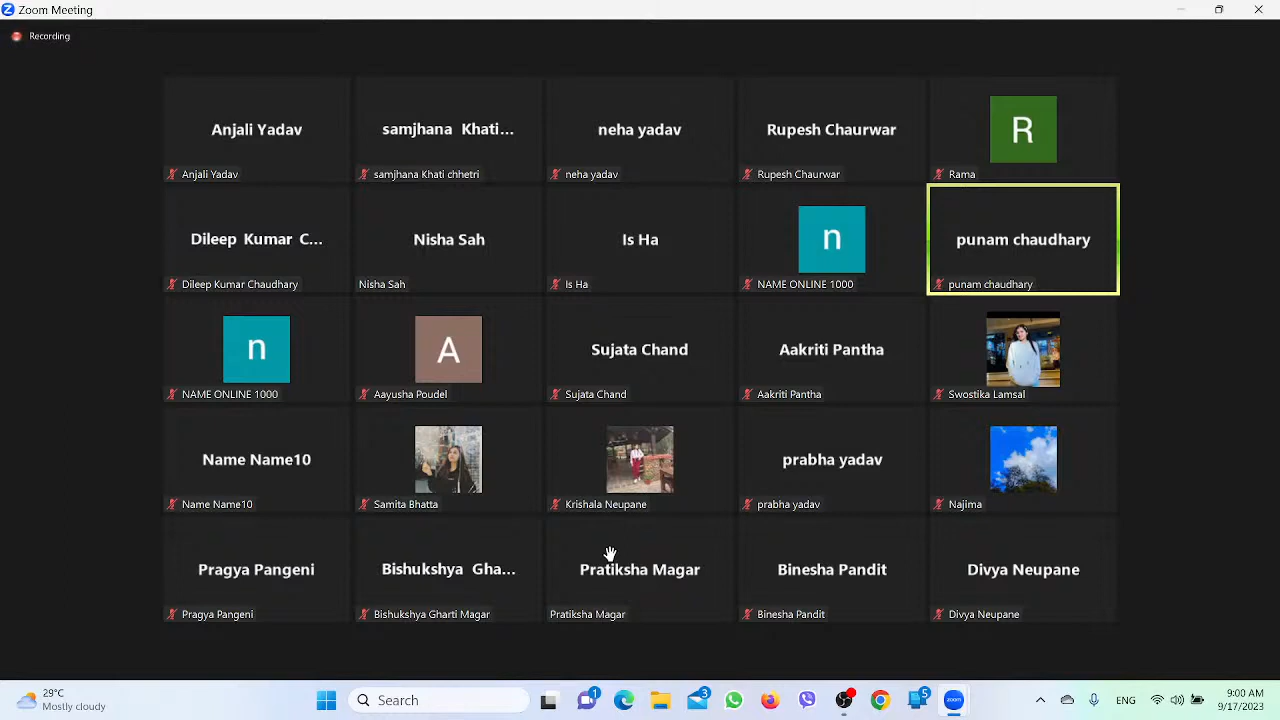 Zoom Meeting
Recording
Anjali Yadav
samjhana Khati...
neha yadav
Rupesh Chaurwar
R
Anjali Yadav
samjhana Khati chhetri
neha yadav
Rupesh Chaurwar
Rama
Dileep Kumar C...
Nisha Sah
Is Ha
n
punam chaudhary
Dileep Kumar Chaudhary
Nisha Sah
Is Ha
NAME ONLINE 1000
punam chaudhary
n
A
Sujata Chand
Aakriti Pantha
NAME ONLINE 1000
Aayusha Poudel
Sujata Chand
Aakriti Pantha
Swostika Lamsal
Name Name10
prabha yadav
Name Name10
Samita Bhatta
Krishala Neupane
prabha yadav
Najima
Pragya Pangeni
Bishukshya Gha...
Pratiksha Magar
Binesha Pandit
Divya Neupane
Pragya Pangeni
Bishukshya Gharti Magar
Pratiksha Magar
Binesha Pandit
Divya Neupane
29°C
Mostly cloudy
Search
1
3
5
zoom
ENG
9:00 AM
9/17/2023